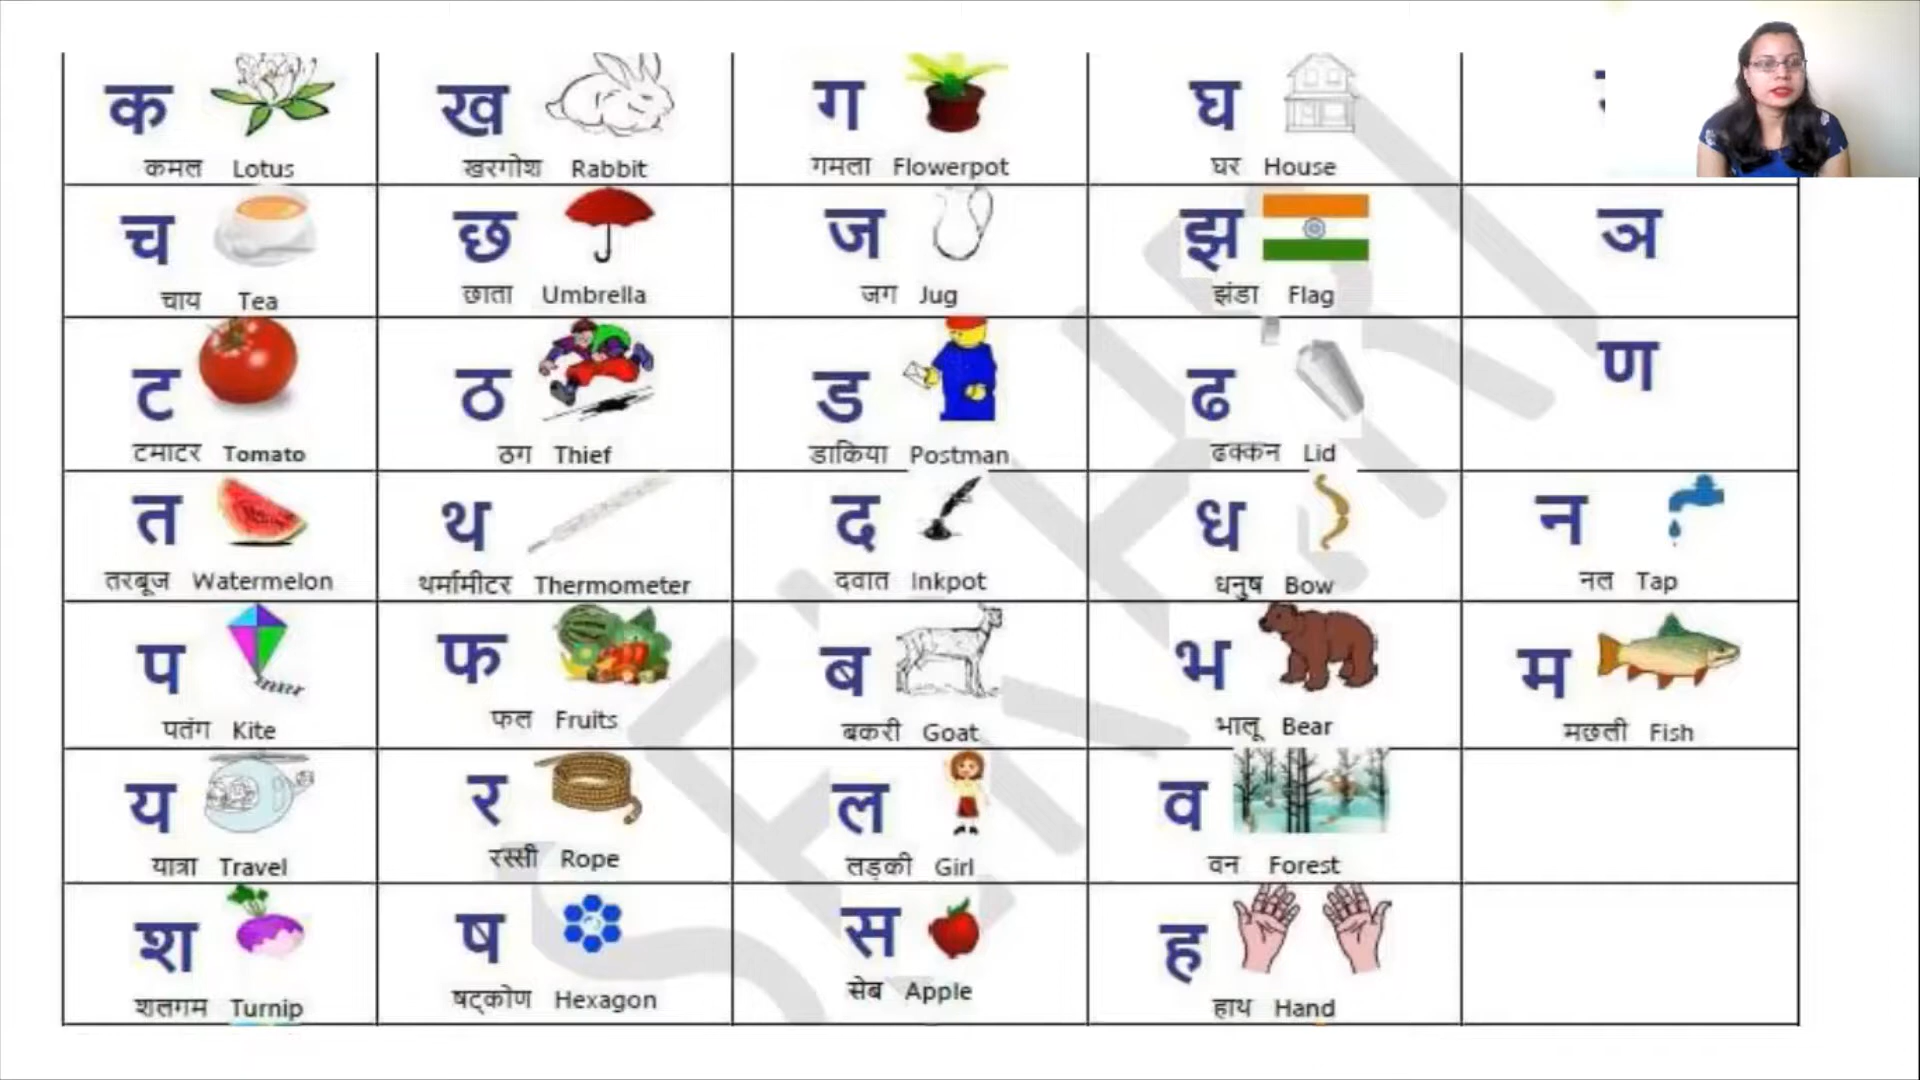 क ख ग घ
कमल Lotus खरगोश Rabbit गमला Flowerpot घर House
च छ ज झ ञ
चाय Tea छाता Umbrella जग Jug झंडा Flag
ट ठ ड ढ ण
टमाटर Tomato ठग Thief डाकिया Postman ढक्कन Lid
त थ द ध न
तरबूज Watermelon थर्मामीटर Thermometer दवात Inkpot धनुष Bow नल Tap
प फ ब भ म
पतंग Kite फल Fruits बकरी Goat भालू Bear मछली Fish
य र ल व
यात्रा Travel रस्सी Rope लड़की Girl वन Forest
श ष स ह
शलगम Turnip षट्कोण Hexagon सेब Apple हाथ Hand